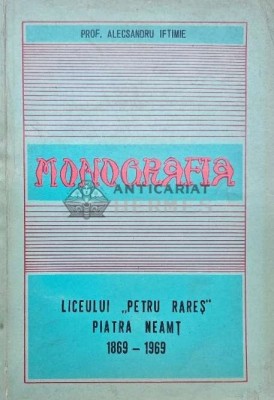 PROF. ALECSANDRU IFTIMIE
MONOGRAFIA
ANTICARIAT
LICEULUI „PETRU RAREȘ"
PIATRA NEAMȚ
1869 - 1969